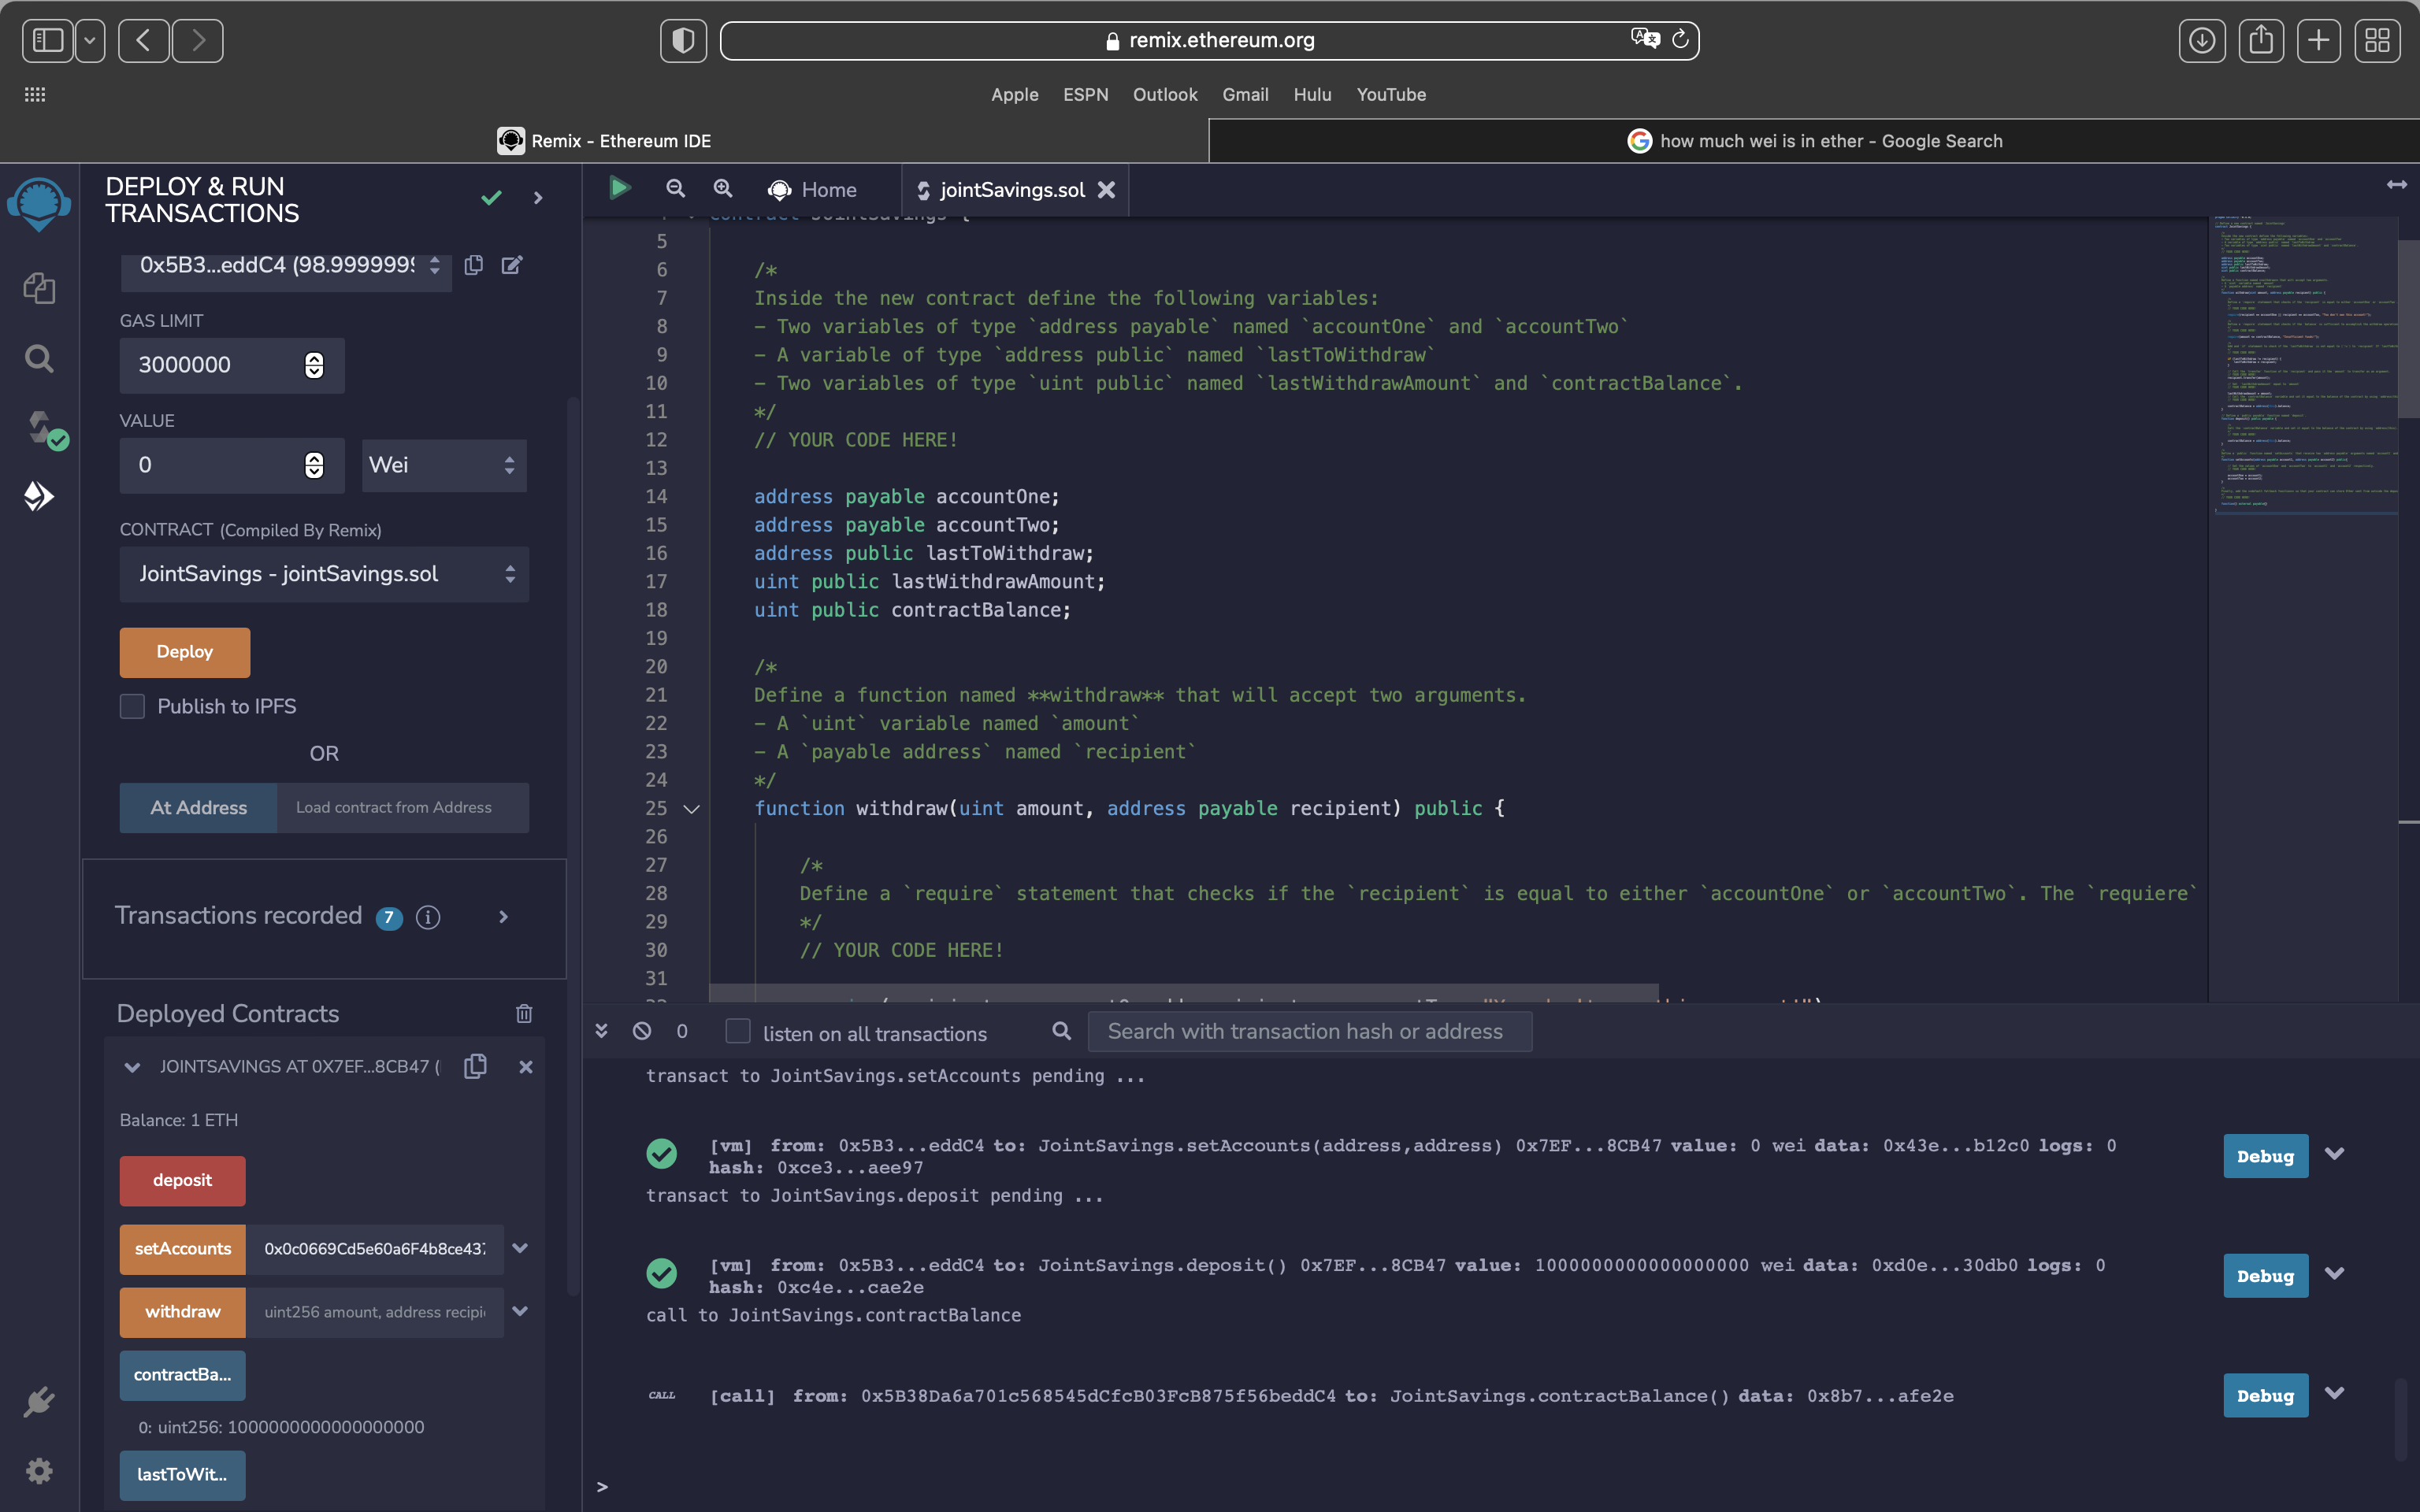 remix.ethereum.org
Apple ESPN Outlook Gmail Hulu YouTube
Remix - Ethereum IDE
how much wei is in ether - Google Search
DEPLOY & RUN
TRANSACTIONS
0x5B3...eddC4 (98.9999999
GAS LIMIT
3000000
VALUE
0 Wei
CONTRACT (Compiled By Remix)
JointSavings - jointSavings.sol
Deploy
Publish to IPFS
OR
At Address Load contract from Address
Transactions recorded 7
Deployed Contracts
JOINTSAVINGS AT 0X7EF...8CB47 (
Balance: 1 ETH
deposit
setAccounts 0x0c0669Cd5e60a6F4b8ce437
withdraw uint256 amount, address recipi
contractBa...
0: uint256: 1000000000000000000
lastToWit...
Home
jointSavings.sol
contract JointSavings {
5
6 /*
7 Inside the new contract define the following variables:
8 - Two variables of type `address payable` named `accountOne` and `accountTwo`
9 - A variable of type `address public` named `lastToWithdraw`
10 - Two variables of type `uint public` named `lastWithdrawAmount` and `contractBalance`.
11 */
12 // YOUR CODE HERE!
13
14 address payable accountOne;
15 address payable accountTwo;
16 address public lastToWithdraw;
17 uint public lastWithdrawAmount;
18 uint public contractBalance;
19
20 /*
21 Define a function named **withdraw** that will accept two arguments.
22 - A `uint` variable named `amount`
23 - A `payable address` named `recipient`
24 */
25 function withdraw(uint amount, address payable recipient) public {
26
27 /*
28 Define a `require` statement that checks if the `recipient` is equal to either `accountOne` or `accountTwo`. The `requiere`
29 */
30 // YOUR CODE HERE!
31
0 listen on all transactions Search with transaction hash or address
transact to JointSavings.setAccounts pending ...
[vm] from: 0x5B3...eddC4 to: JointSavings.setAccounts(address,address) 0x7EF...8CB47 value: 0 wei data: 0x43e...b12c0 logs: 0
hash: 0xce3...aee97
Debug
transact to JointSavings.deposit pending ...
[vm] from: 0x5B3...eddC4 to: JointSavings.deposit() 0x7EF...8CB47 value: 1000000000000000000 wei data: 0xd0e...30db0 logs: 0
hash: 0xc4e...cae2e
Debug
call to JointSavings.contractBalance
CALL [call] from: 0x5B38Da6a701c568545dCfcB03FcB875f56beddC4 to: JointSavings.contractBalance() data: 0x8b7...afe2e
Debug
>